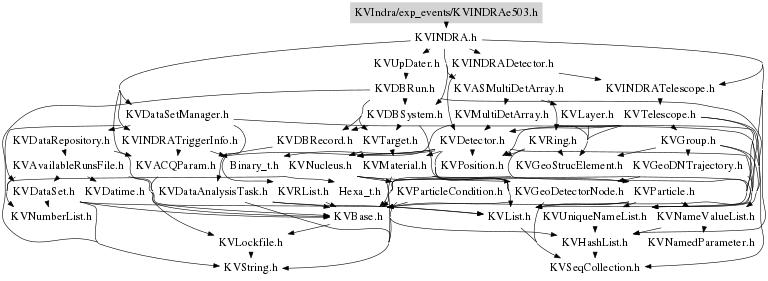 KVIndra/exp_events/KVINDRAe503.h
KVINDRA.h
KVUpDater.h KVINDRADetector.h
KVDBRun.h KVASMultiDetArray.h KVINDRATelescope.h
KVDataSetManager.h KVDBSystem.h KVMultiDetArray.h KVLayer.h KVTelescope.h
KVDataRepository.h KVINDRATriggerInfo.h KVDBRecord.h KVTarget.h KVDetector.h KVRing.h KVGroup.h
KVAvailableRunsFile.h KVACQParam.h Binary_t.h KVNucleus.h KVMaterial.h KVPosition.h KVGeoStrucElement.h KVGeoDNTrajectory.h
KVDataSet.h KVDatime.h KVDataAnalysisTask.h KVRList.h Hexa_t.h KVParticleCondition.h KVGeoDetectorNode.h KVParticle.h
KVNumberList.h KVBase.h KVList.h KVUniqueNameList.h KVNameValueList.h
KVLockfile.h KVHashList.h KVNamedParameter.h
KVString.h KVSeqCollection.h